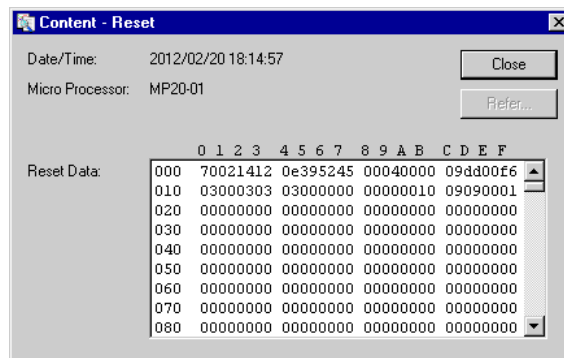 Content - Reset
Date/Time: 2012/02/20 18:14:57
Close
Micro Processor: MP20-01
Refer...
0 1 2 3 4 5 6 7 8 9 A B C D E F
Reset Data: 000 70021412 0e395245 00040000 09dd00f6
010 03000303 03000000 00000010 09090001
020 00000000 00000000 00000000 00000000
030 00000000 00000000 00000000 00000000
040 00000000 00000000 00000000 00000000
050 00000000 00000000 00000000 00000000
060 00000000 00000000 00000000 00000000
070 00000000 00000000 00000000 00000000
080 00000000 00000000 00000000 00000000